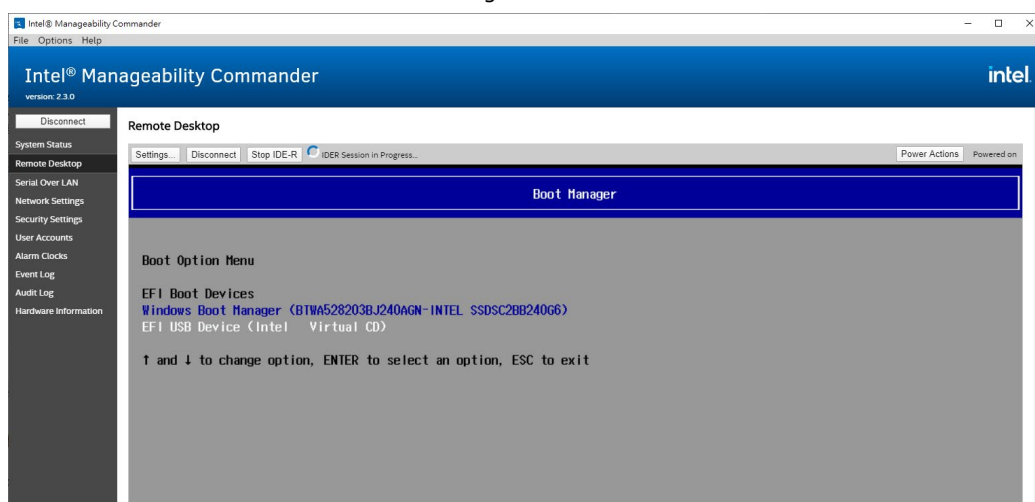 Intel® Manageability Commander
File Options Help
Intel® Manageability Commander
version: 2.3.0
intel.
Disconnect
System Status
Remote Desktop
Serial Over LAN
Network Settings
Security Settings
User Accounts
Alarm Clocks
Event Log
Audit Log
Hardware Information
Remote Desktop
Settings... Disconnect Stop IDE-R IDER Session in Progress... Power Actions Powered on
Boot Manager
Boot Option Menu
EFI Boot Devices
Windows Boot Manager (BTWA528203BJ240AGN-INTEL SSDSC2BB240G6)
EFI USB Device (Intel Virtual CD)
↑ and ↓ to change option, ENTER to select an option, ESC to exit